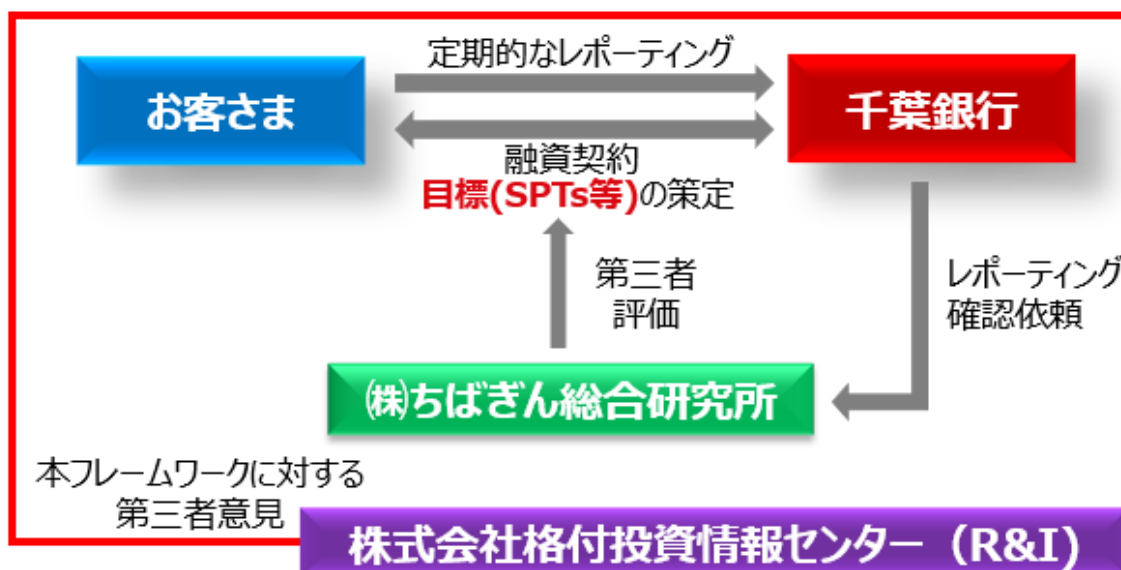 定期的なレポーティング
お客さま
千葉銀行
融資契約
目標(SPTs等)の策定
第三者
評価
レポーティング
確認依頼
㈱ちばぎん総合研究所
本フレームワークに対する
第三者意見
株式会社格付投資情報センター（R&I）